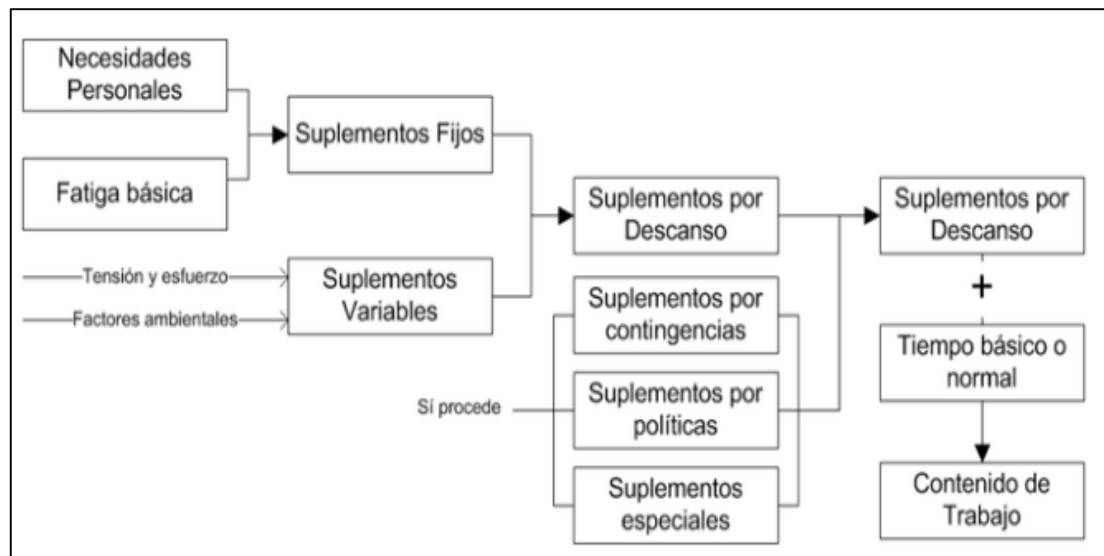 Necesidades
Personales
Fatiga básica
Tensión y esfuerzo
Factores ambientales
Suplementos Fijos
Suplementos
Variables
Sí procede
Suplementos por
Descanso
Suplementos por
contingencias
Suplementos por
políticas
Suplementos
especiales
Suplementos por
Descanso
+
Tiempo básico o
normal
Contenido de
Trabajo